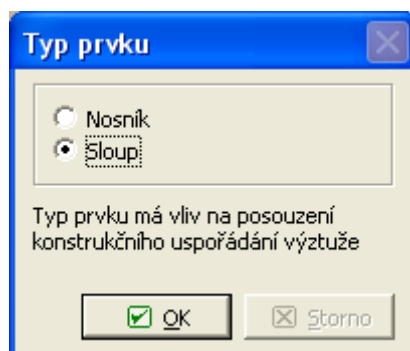 Typ prvku
Nosník
Sloup
Typ prvku má vliv na posouzení
konstrukčního uspořádání výztuže
OK
Storno